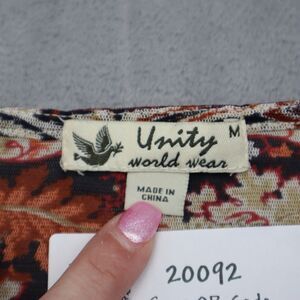 Unity M
world wear
MADE IN
CHINA
20092